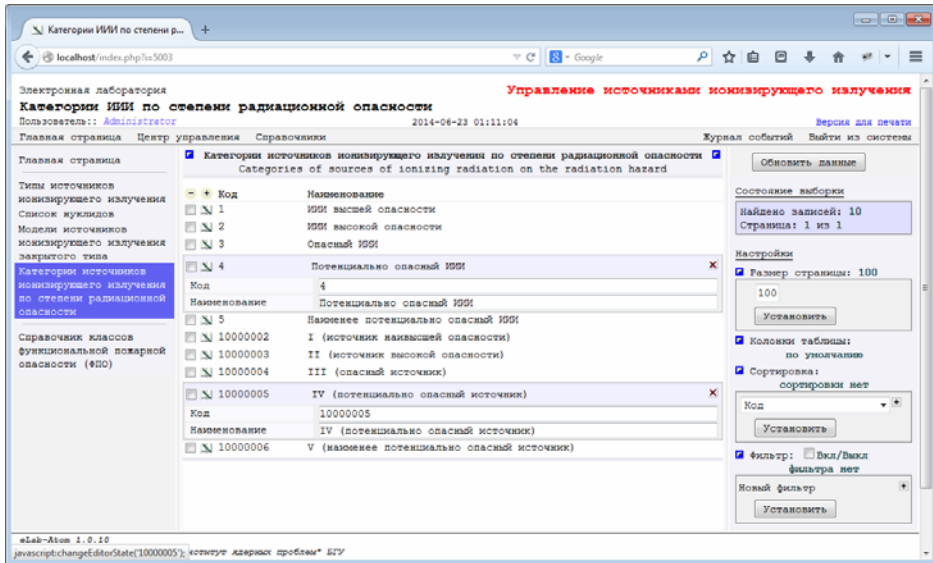 Категории ИИИ по степени р...
localhost/index.php?i=5003
Google
Электронная лаборатория
Управление источниками ионизирующего излучения
Категории ИИИ по степени радиационной опасности
Пользователь:: Administrator
2014-06-23 01:11:04
Версия для печати
Главная страница Центр управления Справочники
Журнал событий Выйти из системы
Главная страница
Типы источников
ионизирующего излучения
Список нуклидов
Модели источников
ионизирующего излучения
закрытого типа
Категории источников
ионизирующего излучения
по степени радиационной
опасности
Справочник классов
функциональной пожарной
опасности (ФПО)
Категории источников ионизирующего излучения по степени радиационной опасности
Categories of sources of ionizing radiation on the radiation hazard
Код Наименование
1 ИИИ высшей опасности
2 ИИИ высокой опасности
3 Опасный ИИИ
4 Потенциально опасный ИИИ
Код 4
Наименование Потенциально опасный ИИИ
5 Наименее потенциально опасный ИИИ
10000002 I (источник наивысшей опасности)
10000003 II (источник высокой опасности)
10000004 III (опасный источник)
10000005 IV (потенциально опасный источник)
Код 10000005
Наименование IV (потенциально опасный источник)
10000006 V (наименее потенциально опасный источник)
Обновить данные
Состояние выборки
Найдено записей: 10
Страница: 1 из 1
Настройки
Размер страницы: 100
100
Установить
Колонки таблицы:
по умолчанию
Сортировка:
сортировки нет
Код
Установить
Фильтр: Вкл/Выкл
фильтра нет
Новый фильтр
Установить
eLab-Atom 1.0.10
javascript:changeEditorState('10000005');
ядерных проблем" БГУ